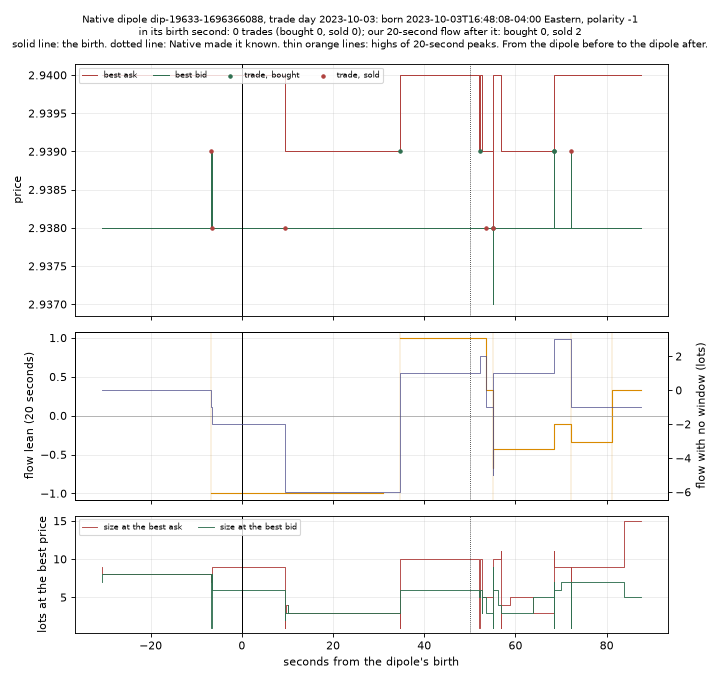 Native dipole dip-19633-1696366088, trade day 2023-10-03: born 2023-10-03T16:48:08-04:00 Eastern, polarity -1
in its birth second: 0 trades (bought 0, sold 0); our 20-second flow after it: bought 0, sold 2
solid line: the birth. dotted line: Native made it known. thin orange lines: highs of 20-second peaks. From the dipole before to the dipole after.
best ask best bid trade, bought trade, sold
2.9400
2.9395
2.9390
2.9385
2.9380
2.9375
2.9370
price
1.0
0.5
0.0
−0.5
−1.0
flow lean (20 seconds)
2
0
−2
−4
−6
flow with no window (lots)
size at the best ask size at the best bid
15
10
5
lots at the best price
−20 0 20 40 60 80
seconds from the dipole's birth